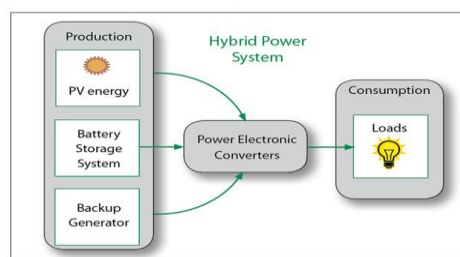 Production
PV energy
Battery
Storage
System
Backup
Generator
Hybrid Power
System
Power Electronic
Converters
Consumption
Loads